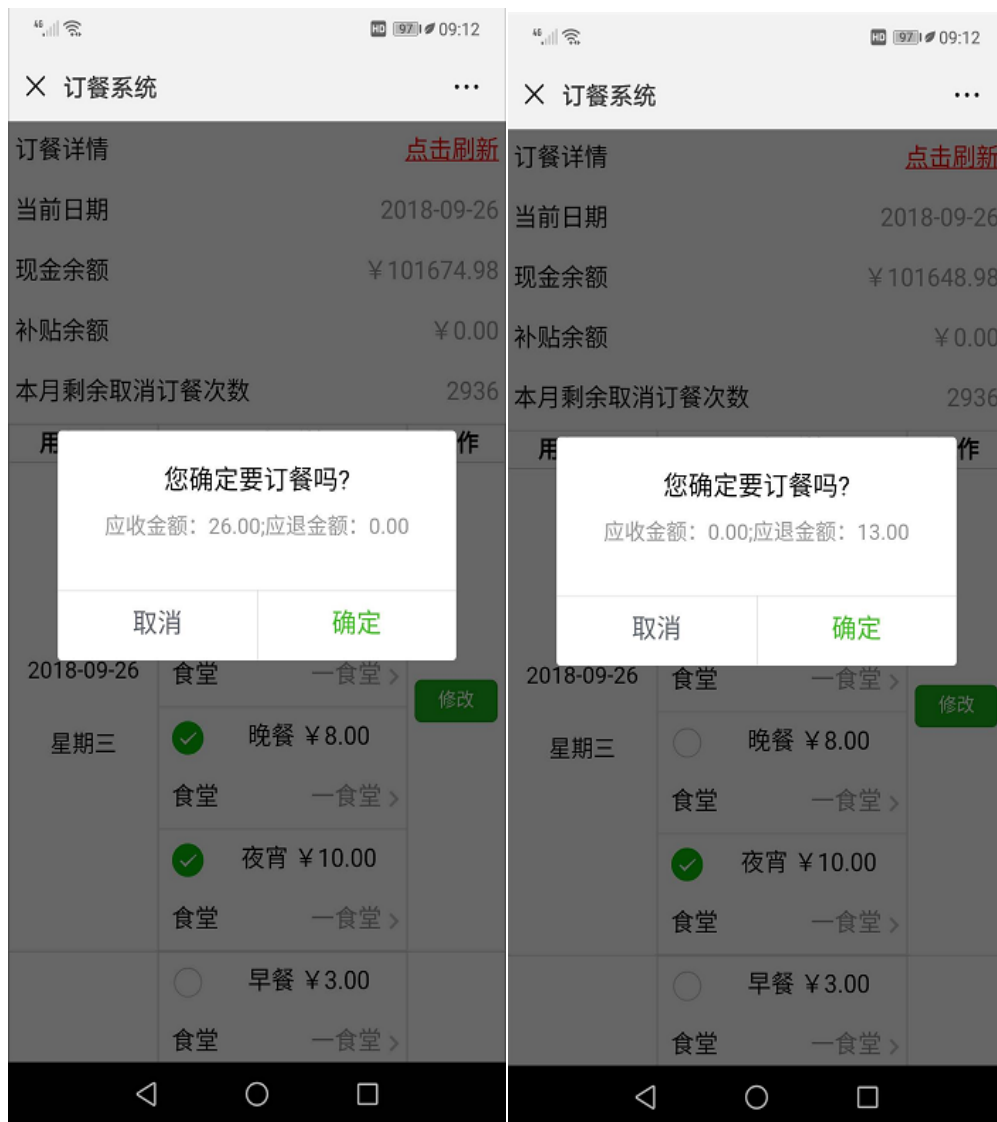 4G HD 97 09:12
订餐系统
订餐详情 点击刷新
当前日期 2018-09-26
现金余额 ￥101674.98
补贴余额 ￥0.00
本月剩余取消订餐次数 2936
用 作
您确定要订餐吗?
应收金额：26.00;应退金额：0.00
取消 确定
2018-09-26
食堂 一食堂
修改
晚餐 ￥8.00
星期三
食堂 一食堂
夜宵 ￥10.00
食堂 一食堂
早餐 ￥3.00
食堂 一食堂
4G HD 97 09:12
订餐系统
订餐详情 点击刷新
当前日期 2018-09-26
现金余额 ￥101648.98
补贴余额 ￥0.00
本月剩余取消订餐次数 2936
用 作
您确定要订餐吗?
应收金额：0.00;应退金额：13.00
取消 确定
2018-09-26
食堂 一食堂
修改
晚餐 ￥8.00
星期三
食堂 一食堂
夜宵 ￥10.00
食堂 一食堂
早餐 ￥3.00
食堂 一食堂